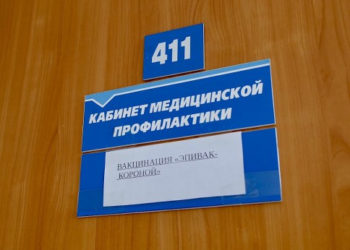 411
КАБИНЕТ МЕДИЦИНСКОЙ
ПРОФИЛАКТИКИ
ВАКЦИНАЦИЯ «ЭПИВАК-
КОРОНОЙ»